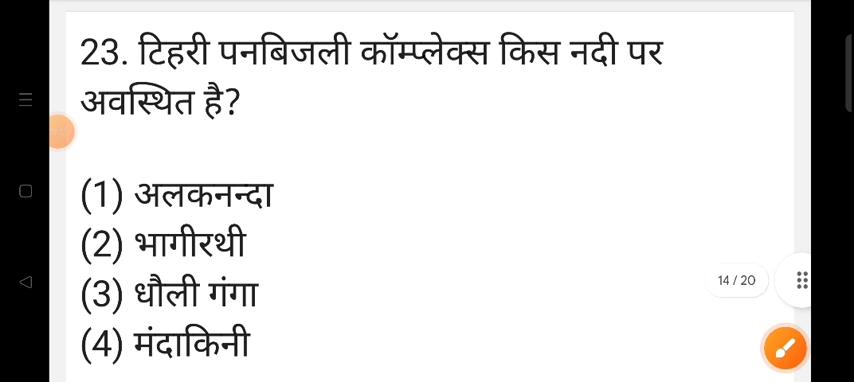 23. टिहरी पनबिजली कॉम्प्लेक्स किस नदी पर
अवस्थित है?
(1) अलकनन्दा
(2) भागीरथी
(3) धौली गंगा
(4) मंदाकिनी
14 / 20